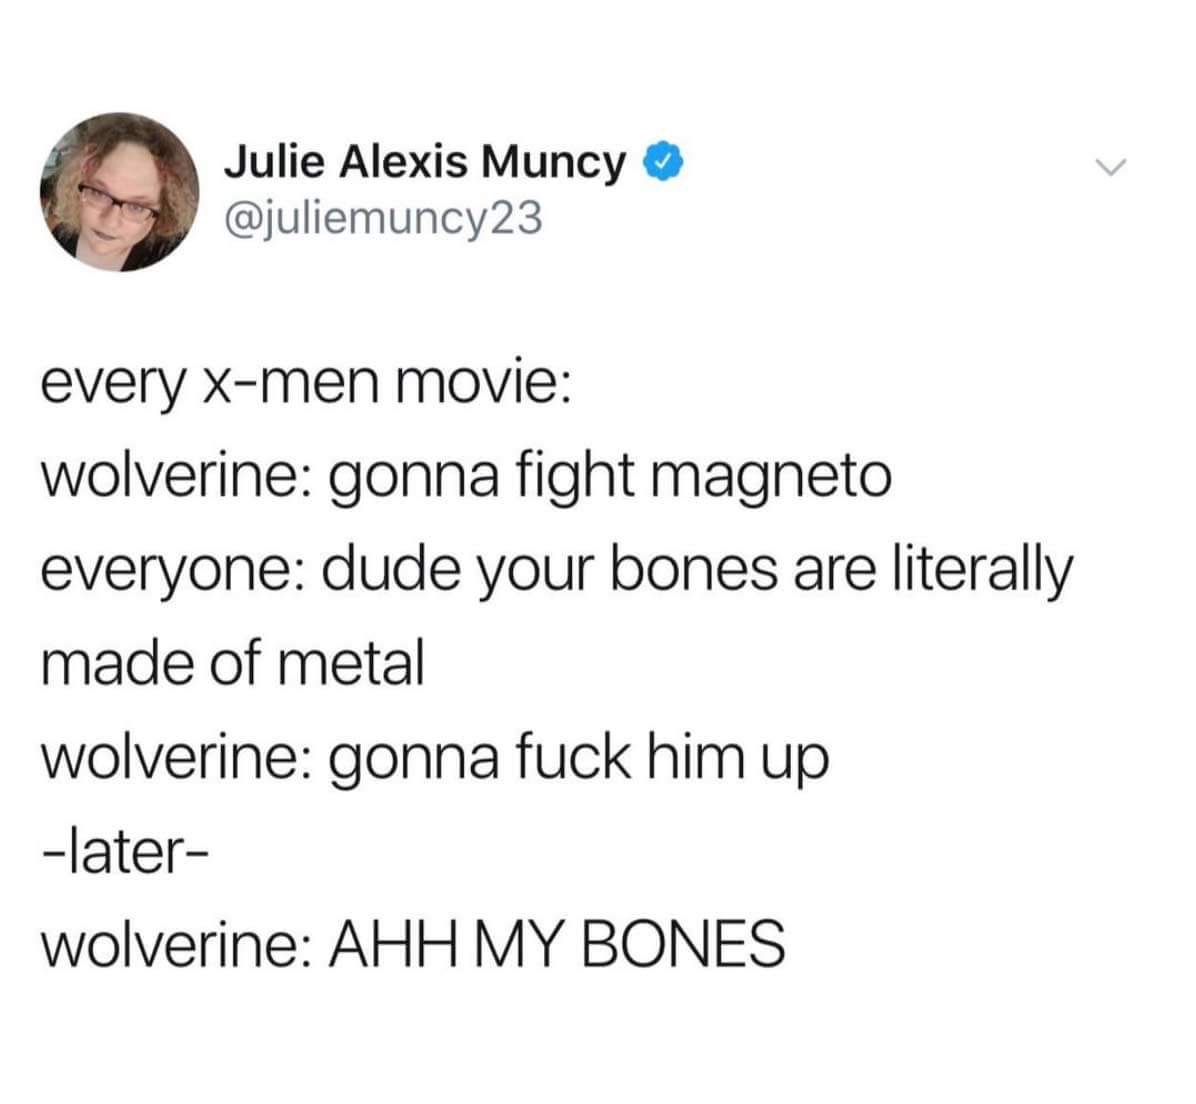 Julie Alexis Muncy
@juliemuncy23
every x-men movie:
wolverine: gonna fight magneto
everyone: dude your bones are literally
made of metal
wolverine: gonna fuck him up
-later-
wolverine: AHH MY BONES